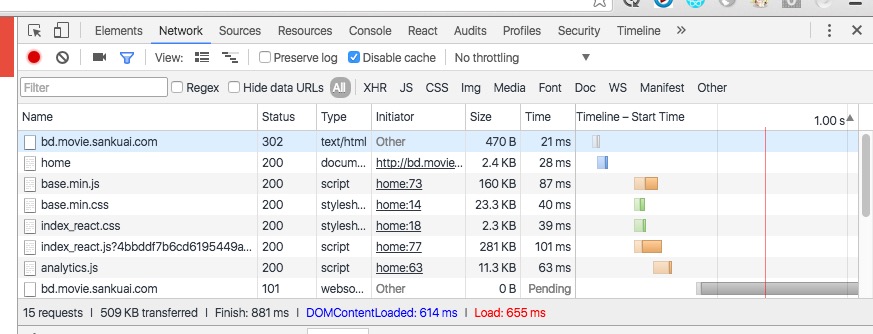 Elements Network Sources Resources Console React Audits Profiles Security Timeline »
View: Preserve log Disable cache No throttling
Filter Regex Hide data URLs All XHR JS CSS Img Media Font Doc WS Manifest Other
Name Status Type Initiator Size Time Timeline – Start Time 1.00 s
bd.movie.sankuai.com 302 text/html Other 470 B 21 ms
home 200 docum... http://bd.movie... 2.4 KB 28 ms
base.min.js 200 script home:73 160 KB 87 ms
base.min.css 200 stylesh... home:14 23.3 KB 40 ms
index_react.css 200 stylesh... home:18 2.3 KB 39 ms
index_react.js?4bbddf7b6cd6195449a... 200 script home:77 281 KB 101 ms
analytics.js 200 script home:63 11.3 KB 63 ms
bd.movie.sankuai.com 101 webso... Other 0 B Pending
15 requests | 509 KB transferred | Finish: 881 ms | DOMContentLoaded: 614 ms | Load: 655 ms